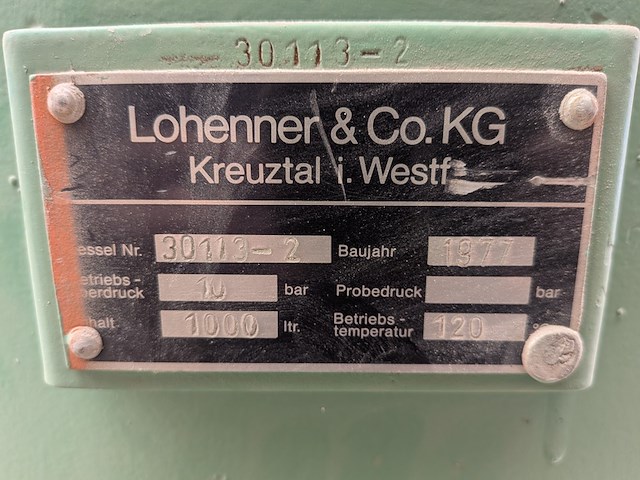 30113-2
Lohenner & Co. KG
Kreuztal i. Westf
essel Nr. 30113-2 Baujahr 1977
etriebs-
berdruck 10 bar Probedruck bar
halt 1000 ltr. Betriebs-
temperatur 120